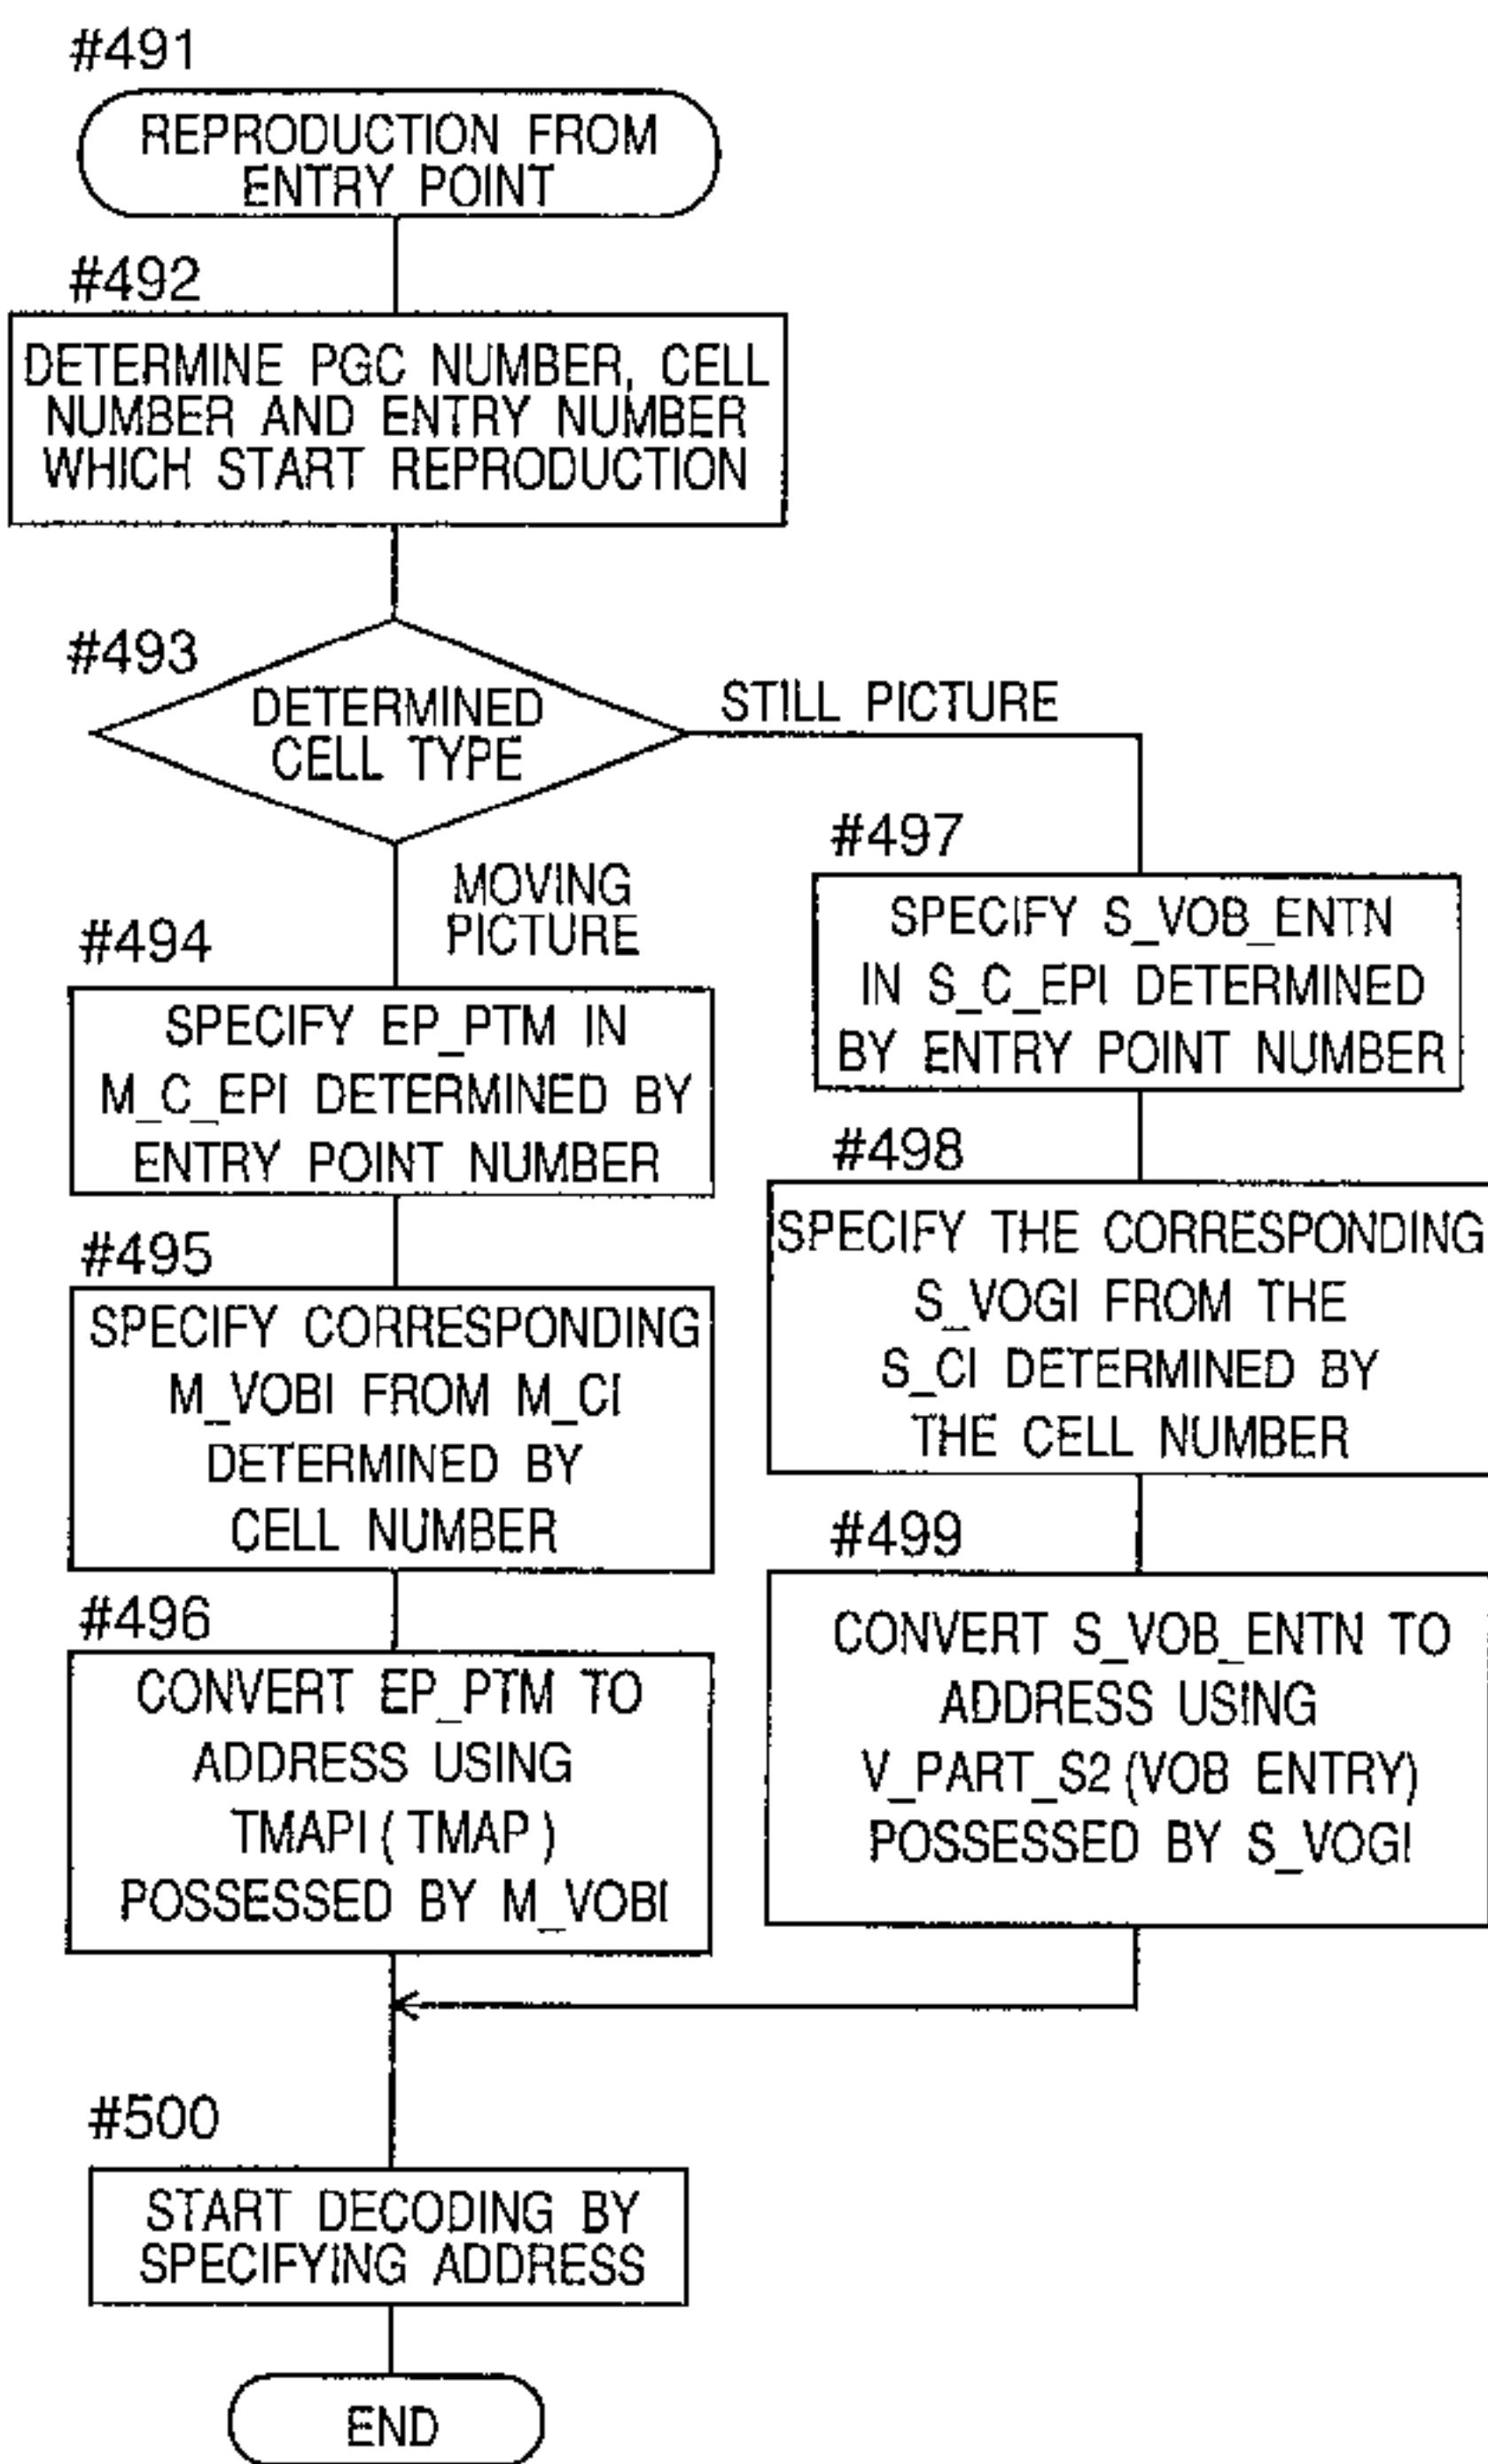 #491
REPRODUCTION FROM
ENTRY POINT
#492
DETERMINE PGC NUMBER, CELL
NUMBER AND ENTRY NUMBER
WHICH START REPRODUCTION
#493
DETERMINED
CELL TYPE
STILL PICTURE
MOVING
PICTURE
#494
SPECIFY EP_PTM IN
M_C_EPI DETERMINED BY
ENTRY POINT NUMBER
#495
SPECIFY CORRESPONDING
M_VOBI FROM M_CI
DETERMINED BY
CELL NUMBER
#496
CONVERT EP_PTM TO
ADDRESS USING
TMAPI ( TMAP )
POSSESSED BY M_VOBI
#497
SPECIFY S_VOB_ENTN
IN S_C_EPI DETERMINED
BY ENTRY POINT NUMBER
#498
SPECIFY THE CORRESPONDING
S_VOGI FROM THE
S_CI DETERMINED BY
THE CELL NUMBER
#499
CONVERT S_VOB_ENTN TO
ADDRESS USING
V_PART_S2 (VOB ENTRY)
POSSESSED BY S_VOGI
#500
START DECODING BY
SPECIFYING ADDRESS
END